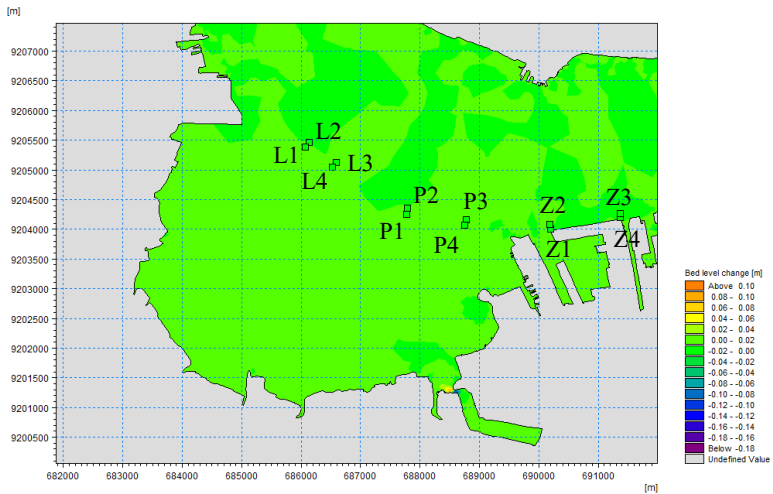 [m]
9207000
9206500
9206000
9205500
9205000
9204500
9204000
9203500
9203000
9202500
9202000
9201500
9201000
9200500
L2
L1
L3
L4
P2
P3
Z2
Z3
P1
P4
Z1
Z4
682000 683000 684000 685000 686000 687000 688000 689000 690000 691000
[m]
Bed level change [m]
Above 0.10
0.08 - 0.10
0.06 - 0.08
0.04 - 0.06
0.02 - 0.04
0.00 - 0.02
-0.02 - 0.00
-0.04 - -0.02
-0.06 - -0.04
-0.08 - -0.06
-0.10 - -0.08
-0.12 - -0.10
-0.14 - -0.12
-0.16 - -0.14
-0.18 - -0.16
Below -0.18
Undefined Value